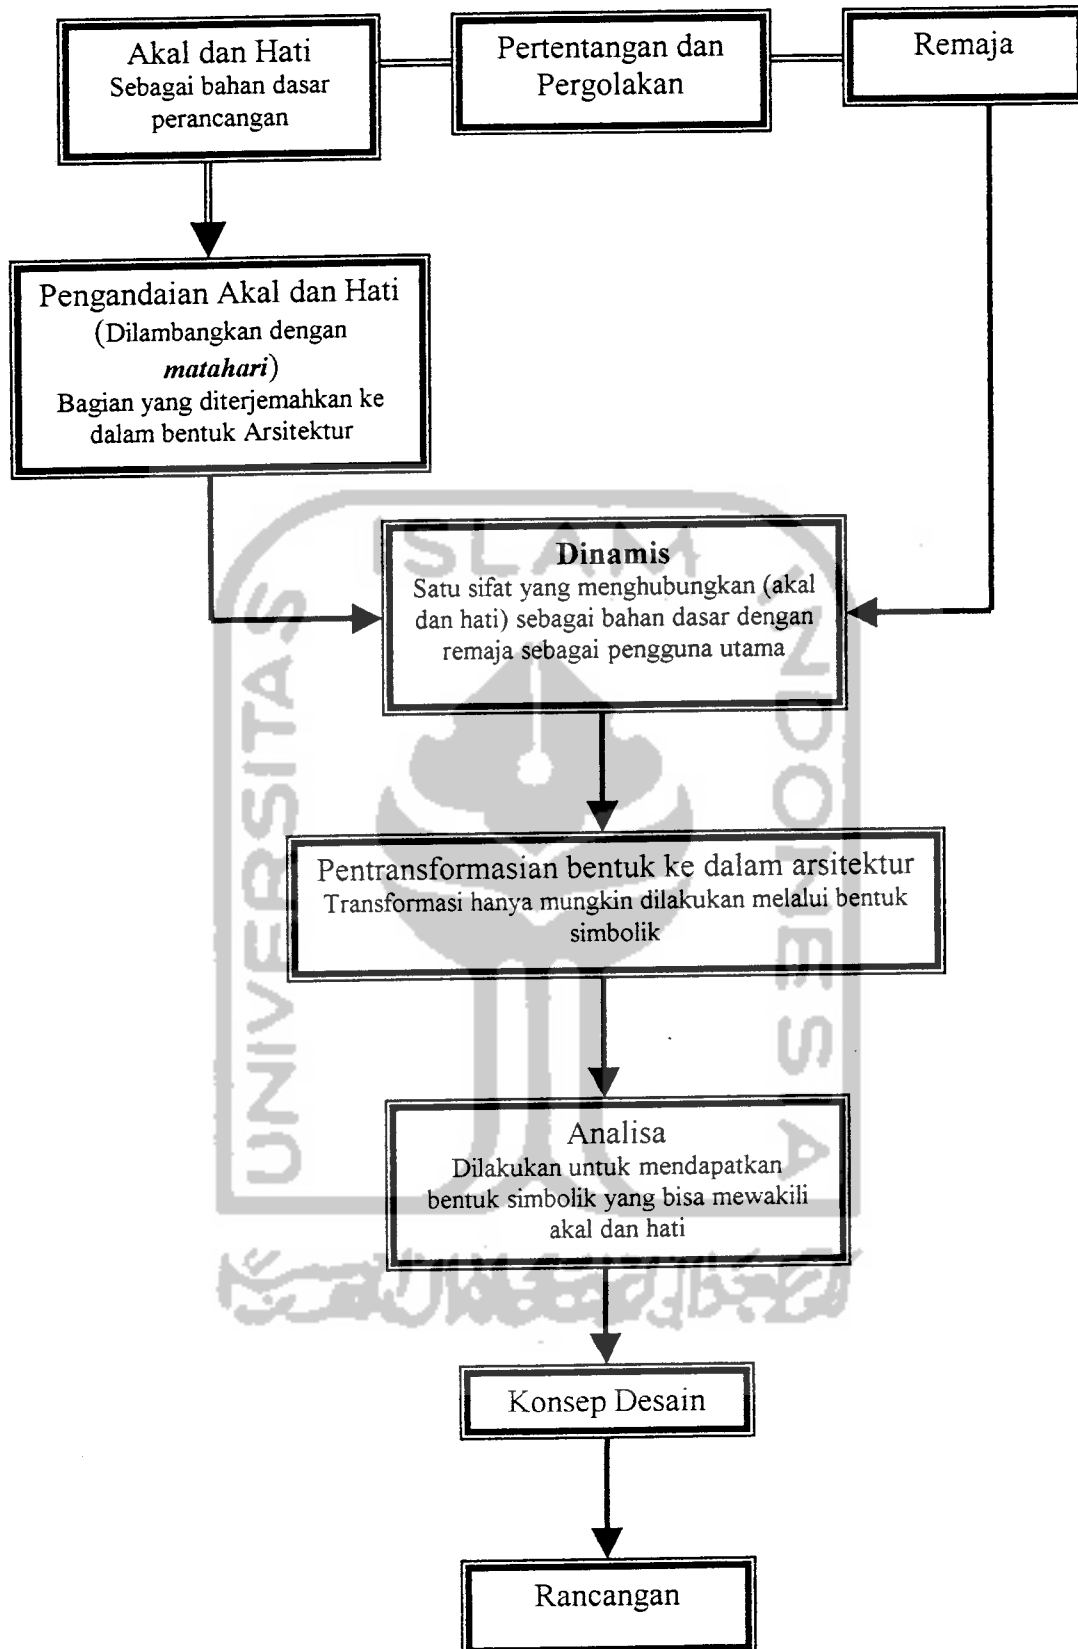 Akal dan Hati
Sebagai bahan dasar
perancangan
Pertentangan dan
Pergolakan
Remaja
Pengandaian Akal dan Hati
(Dilambangkan dengan
matahari)
Bagian yang diterjemahkan ke
dalam bentuk Arsitektur
Dinamis
Satu sifat yang menghubungkan (akal
dan hati) sebagai bahan dasar dengan
remaja sebagai pengguna utama
Pentransformasian bentuk ke dalam arsitektur
Transformasi hanya mungkin dilakukan melalui bentuk
simbolik
Analisa
Dilakukan untuk mendapatkan
bentuk simbolik yang bisa mewakili
akal dan hati
Konsep Desain
Rancangan
UNIVERSITAS
ISLAM
INDONESIA